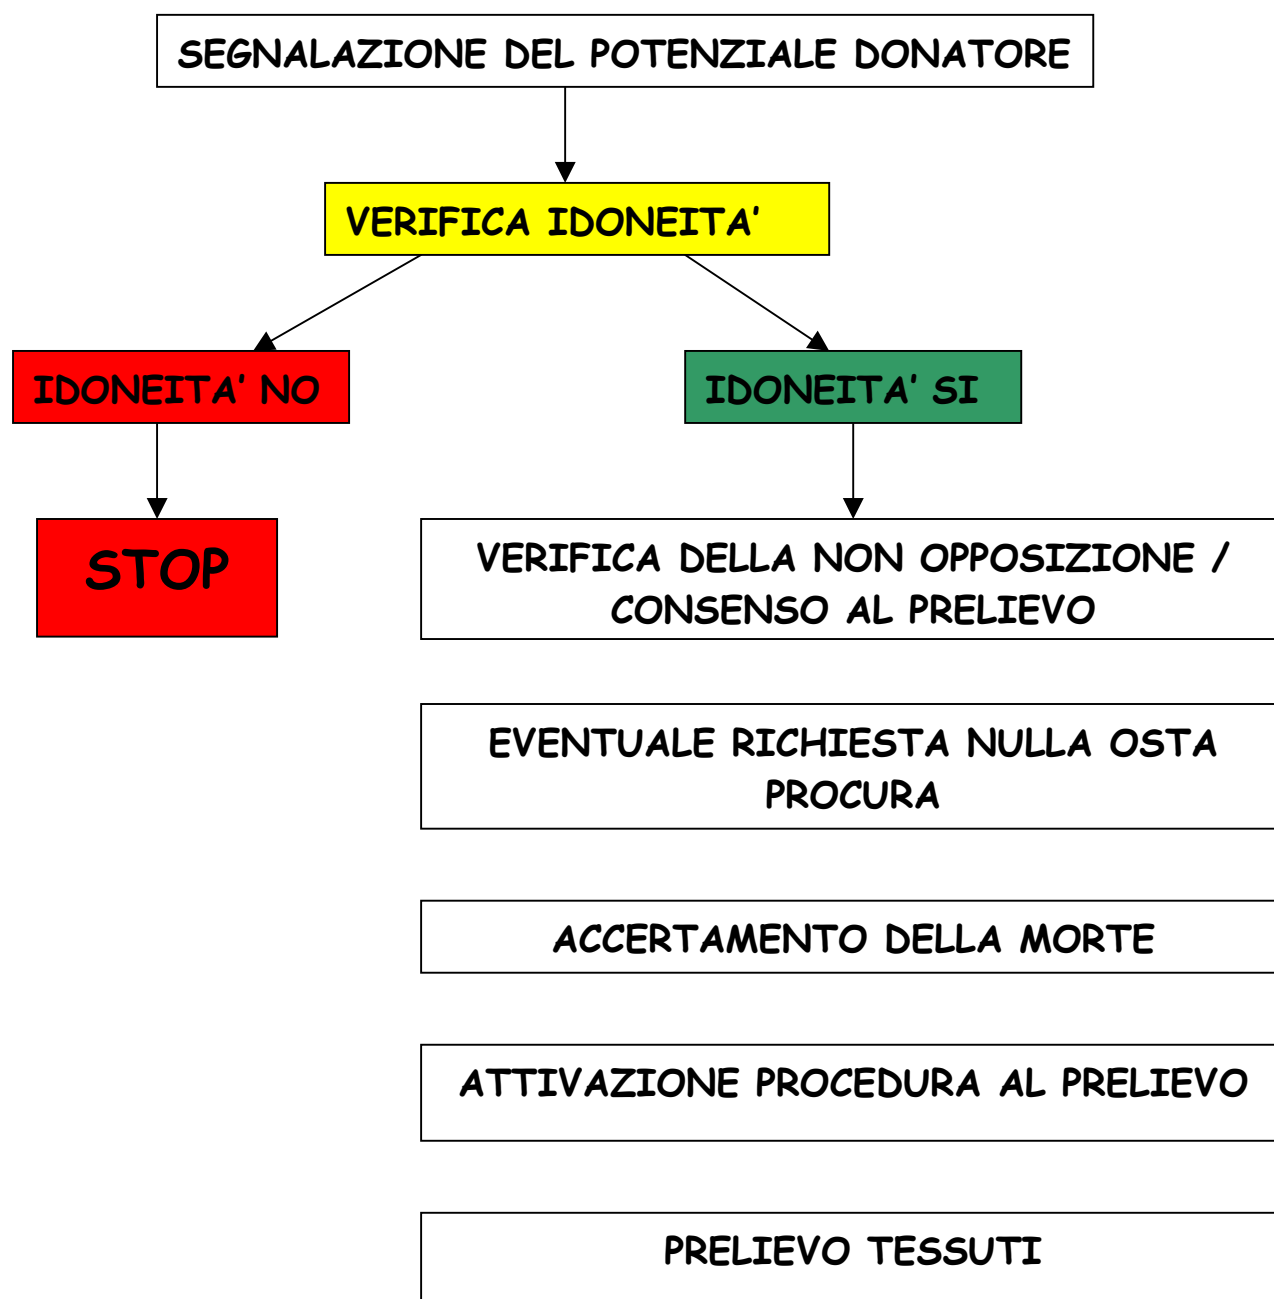 SEGNALAZIONE DEL POTENZIALE DONATORE
VERIFICA IDONEITA’
IDONEITA’ NO
IDONEITA’ SI
STOP
VERIFICA DELLA NON OPPOSIZIONE /
CONSENSO AL PRELIEVO
EVENTUALE RICHIESTA NULLA OSTA
PROCURA
ACCERTAMENTO DELLA MORTE
ATTIVAZIONE PROCEDURA AL PRELIEVO
PRELIEVO TESSUTI